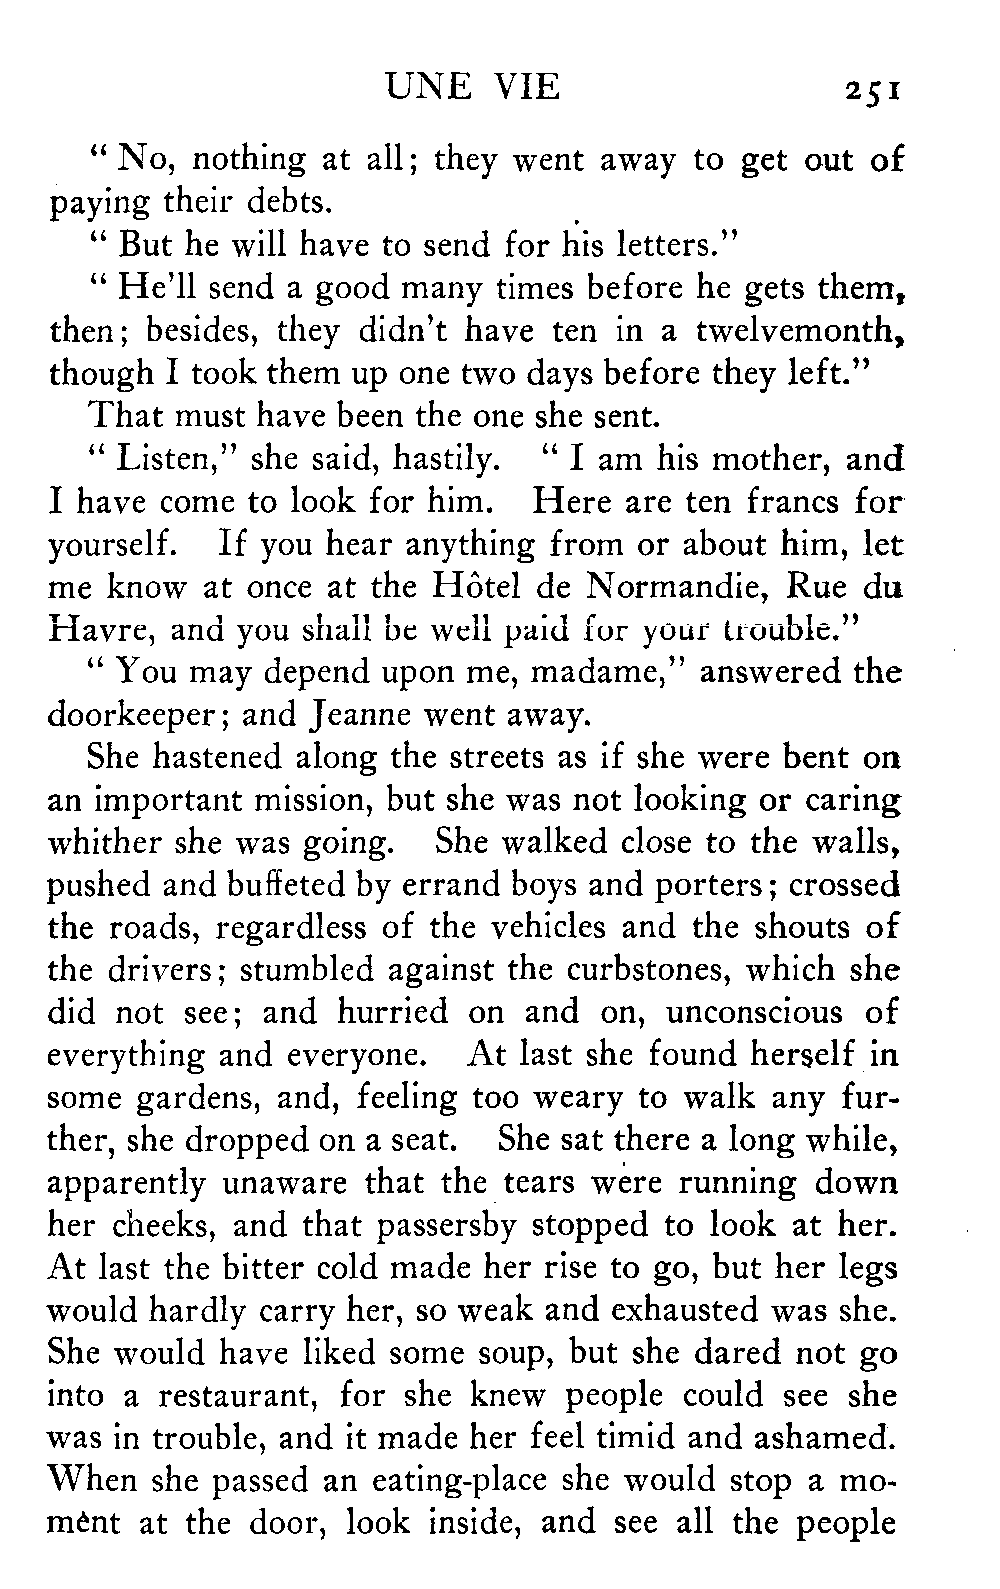 UNE VIE 251
" No, nothing at all; they went away to get out of
paying their debts.
" But he will have to send for his letters."
" He'll send a good many times before he gets them,
then; besides, they didn't have ten in a twelvemonth,
though I took them up one two days before they left."
That must have been the one she sent.
" Listen," she said, hastily. " I am his mother, and
I have come to look for him. Here are ten francs for
yourself. If you hear anything from or about him, let
me know at once at the Hôtel de Normandie, Rue du
Havre, and you shall be well paid for your trouble."
" You may depend upon me, madame," answered the
doorkeeper; and Jeanne went away.
She hastened along the streets as if she were bent on
an important mission, but she was not looking or caring
whither she was going. She walked close to the walls,
pushed and buffeted by errand boys and porters; crossed
the roads, regardless of the vehicles and the shouts of
the drivers; stumbled against the curbstones, which she
did not see; and hurried on and on, unconscious of
everything and everyone. At last she found herself in
some gardens, and, feeling too weary to walk any fur-
ther, she dropped on a seat. She sat there a long while,
apparently unaware that the tears were running down
her cheeks, and that passersby stopped to look at her.
At last the bitter cold made her rise to go, but her legs
would hardly carry her, so weak and exhausted was she.
She would have liked some soup, but she dared not go
into a restaurant, for she knew people could see she
was in trouble, and it made her feel timid and ashamed.
When she passed an eating-place she would stop a mo-
ment at the door, look inside, and see all the people